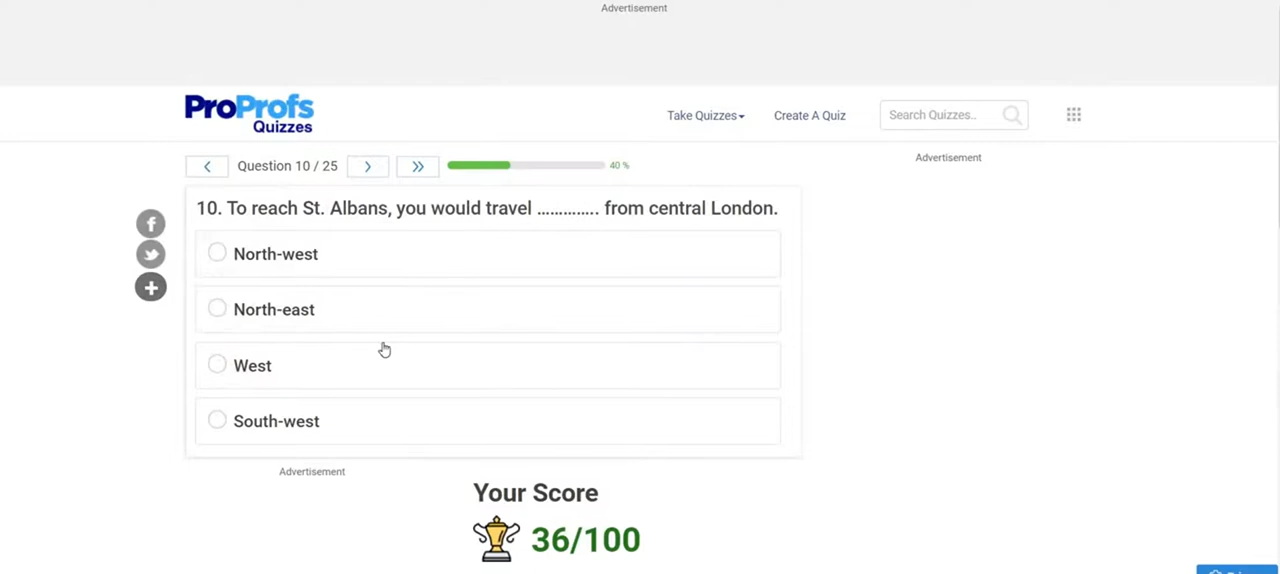 Advertisement
ProProfs
Quizzes
Take Quizzes
Create A Quiz
Search Quizzes..
Question 10 / 25
40 %
Advertisement
10. To reach St. Albans, you would travel .............. from central London.
North-west
North-east
West
South-west
Advertisement
Your Score
36/100